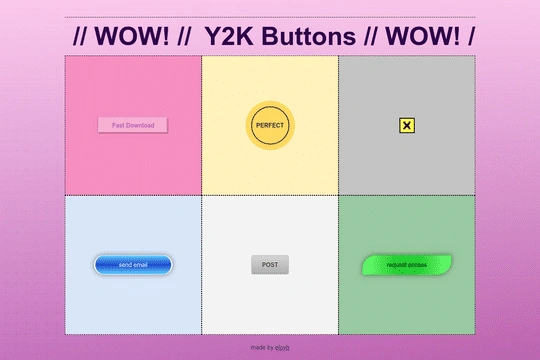 // WOW! //  Y2K Buttons // WOW! /
Fast Download
PERFECT
X
send email
POST
request access
made by